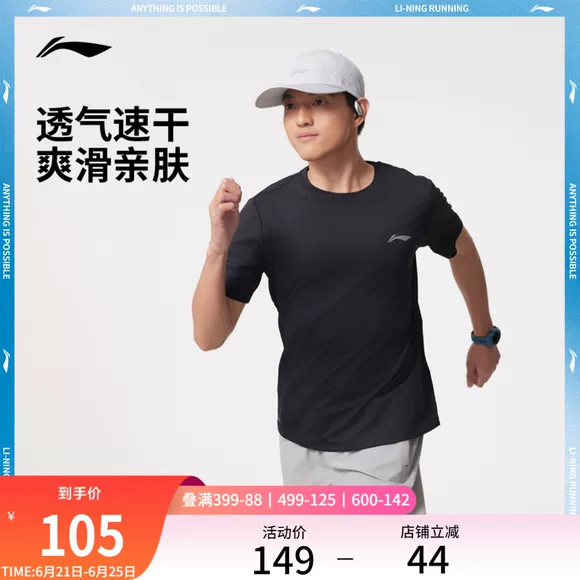 ANYTHING IS POSSIBLE
LI-NING RUNNING
透气速干
爽滑亲肤
ANYTHING IS POSSIBLE
ANYTHING IS POSSIBLE
LI-NING RUNNING
LI-NING RUNNING
到手价
¥
105
TIME:6月21日-6月25日
叠满399-88｜499-125｜600-142
活动价
149
—
店铺立减
44